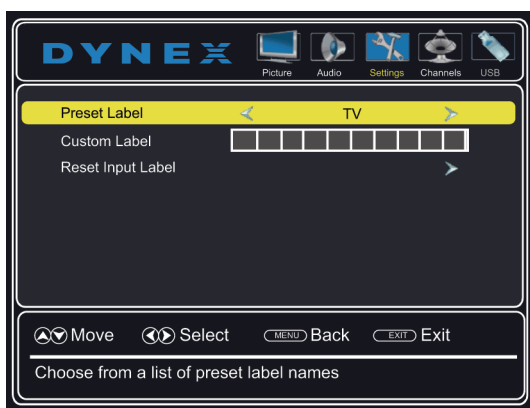 DYNEX
Picture Audio Settings Channels USB
Preset Label TV
Custom Label
Reset Input Label
Move Select MENU Back EXIT Exit
Choose from a list of preset label names